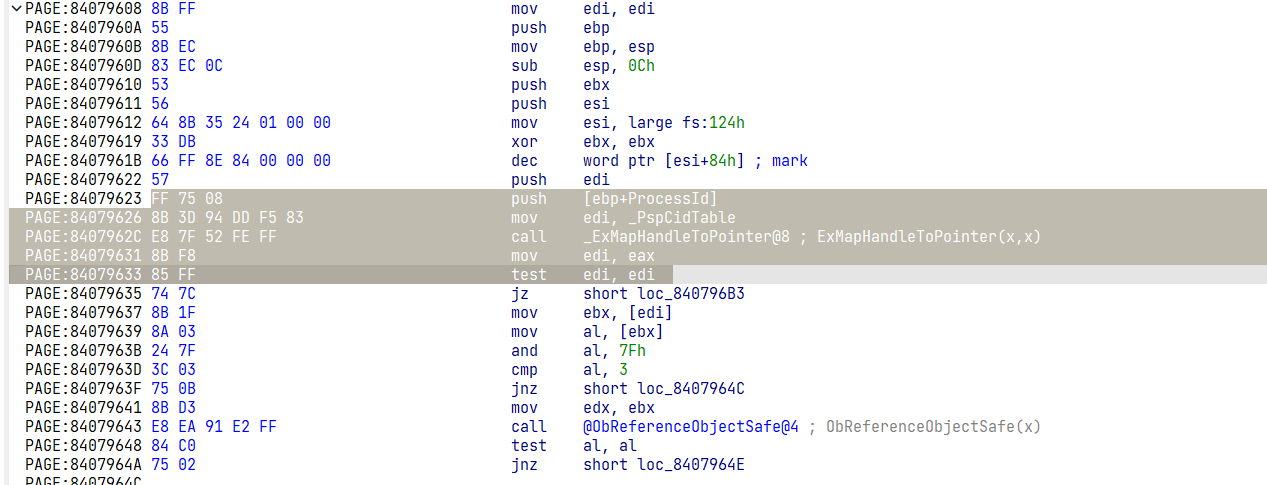 PAGE:84079608 8B FF mov edi, edi
PAGE:8407960A 55 push ebp
PAGE:8407960B 8B EC mov ebp, esp
PAGE:8407960D 83 EC 0C sub esp, 0Ch
PAGE:84079610 53 push ebx
PAGE:84079611 56 push esi
PAGE:84079612 64 8B 35 24 01 00 00 mov esi, large fs:124h
PAGE:84079619 33 DB xor ebx, ebx
PAGE:8407961B 66 FF 8E 84 00 00 00 dec word ptr [esi+84h] ; mark
PAGE:84079622 57 push edi
PAGE:84079623 FF 75 08 push [ebp+ProcessId]
PAGE:84079626 8B 3D 94 DD F5 83 mov edi, _PspCidTable
PAGE:8407962C E8 7F 52 FE FF call _ExMapHandleToPointer@8 ; ExMapHandleToPointer(x,x)
PAGE:84079631 8B F8 mov edi, eax
PAGE:84079633 85 FF test edi, edi
PAGE:84079635 74 7C jz short loc_840796B3
PAGE:84079637 8B 1F mov ebx, [edi]
PAGE:84079639 8A 03 mov al, [ebx]
PAGE:8407963B 24 7F and al, 7Fh
PAGE:8407963D 3C 03 cmp al, 3
PAGE:8407963F 75 0B jnz short loc_8407964C
PAGE:84079641 8B D3 mov edx, ebx
PAGE:84079643 E8 EA 91 E2 FF call @ObReferenceObjectSafe@4 ; ObReferenceObjectSafe(x)
PAGE:84079648 84 C0 test al, al
PAGE:8407964A 75 02 jnz short loc_8407964E
PAGE:8407964C